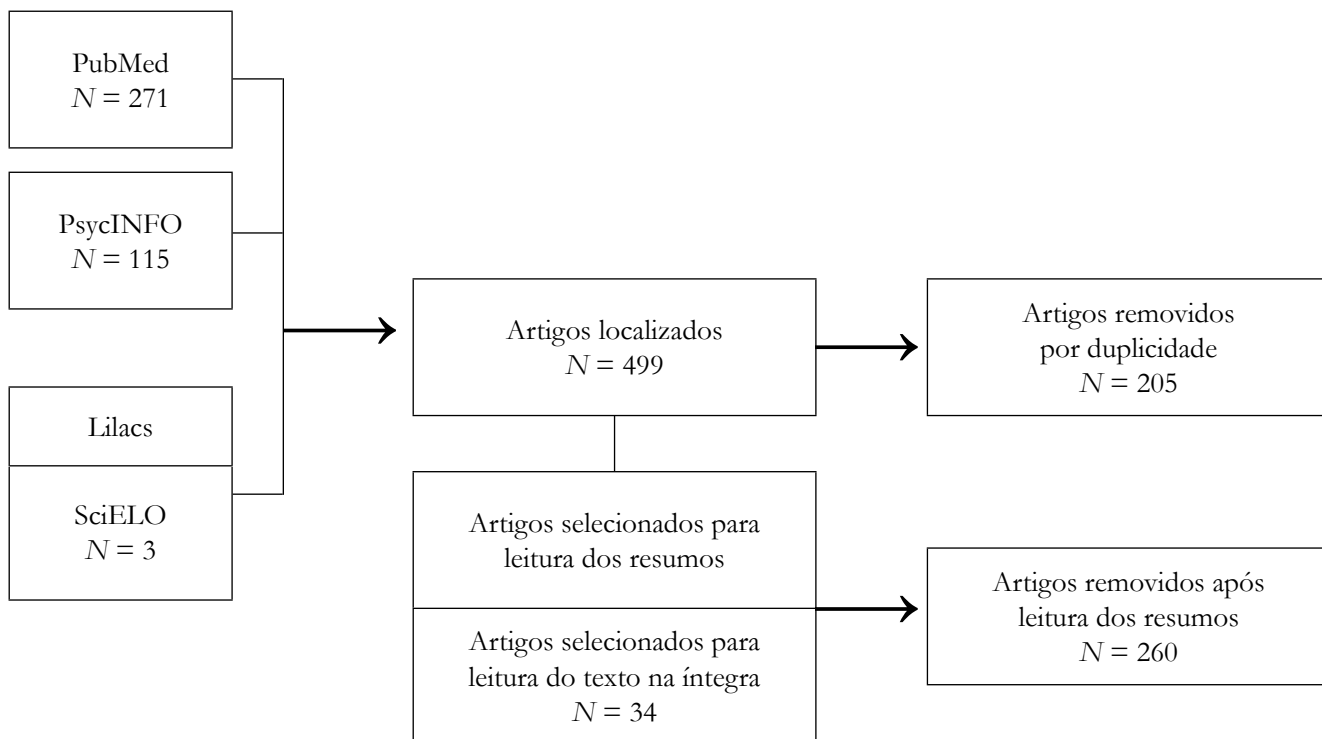 PubMed
N = 271
PsycINFO
N = 115
Lilacs
SciELO
N = 3
Artigos localizados
N = 499
Artigos removidos
por duplicidade
N = 205
Artigos selecionados para
leitura dos resumos
Artigos selecionados para
leitura do texto na íntegra
N = 34
Artigos removidos após
leitura dos resumos
N = 260